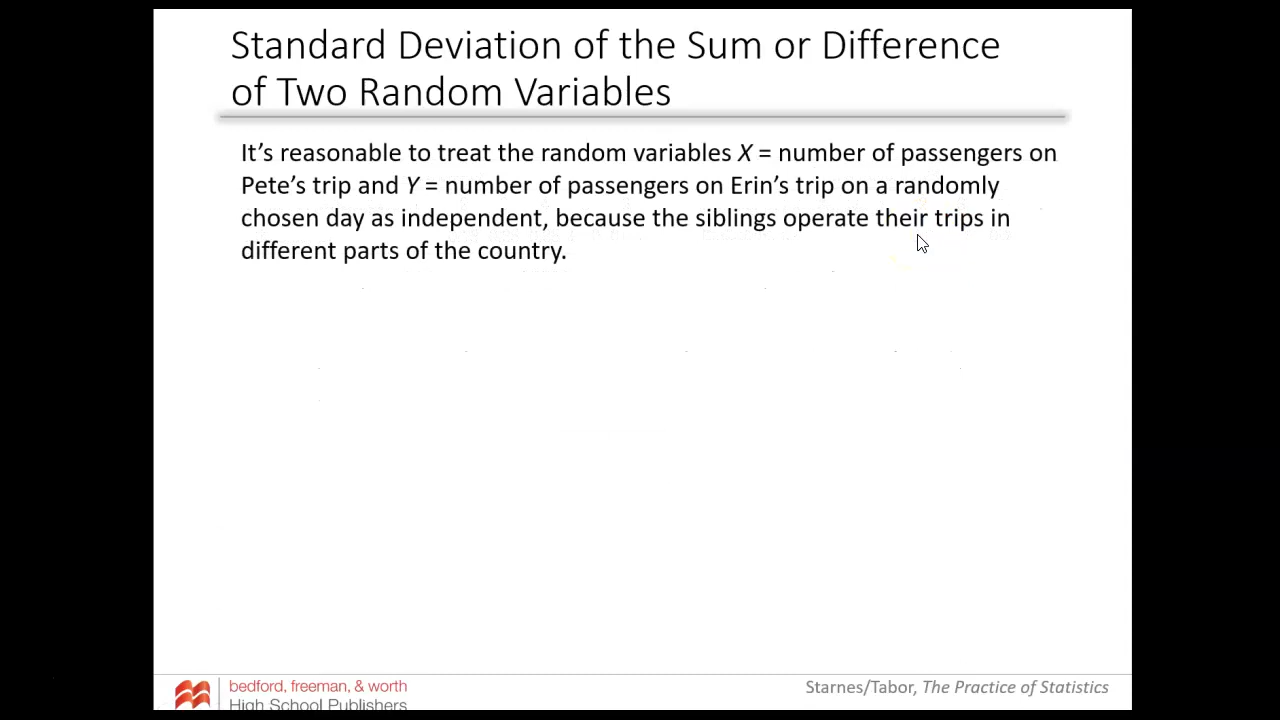 Standard Deviation of the Sum or Difference
of Two Random Variables
It’s reasonable to treat the random variables X = number of passengers on
Pete’s trip and Y = number of passengers on Erin’s trip on a randomly
chosen day as independent, because the siblings operate their trips in
different parts of the country.
bedford, freeman, & worth
High School Publishers
Starnes/Tabor, The Practice of Statistics